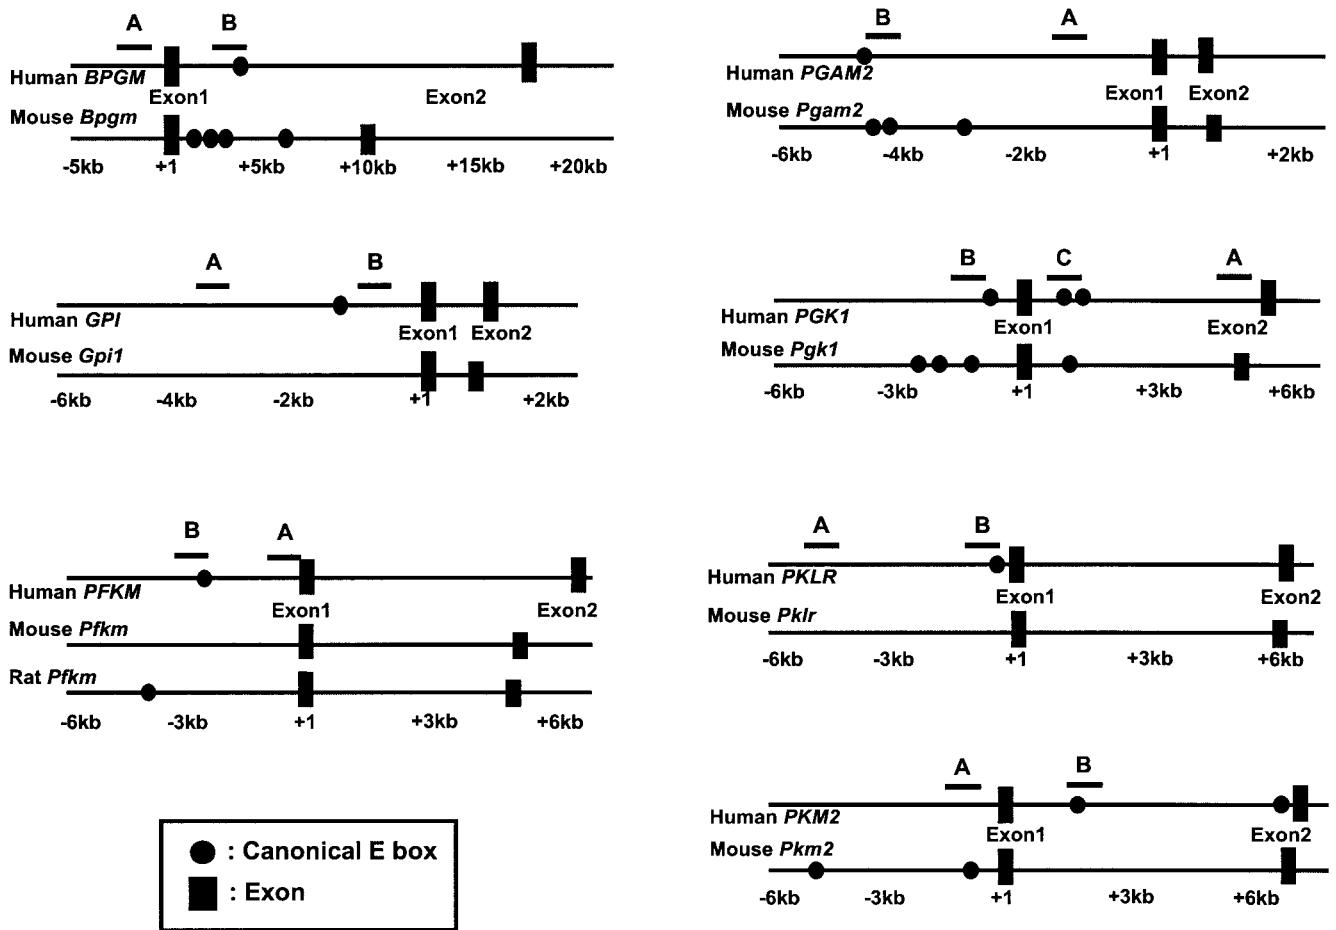 A B
Human BPGM
Exon1 Exon2
Mouse Bpgm
-5kb +1 +5kb +10kb +15kb +20kb
B A
Human PGAM2
Exon1 Exon2
Mouse Pgam2
-6kb -4kb -2kb +1 +2kb
A B
Human GPI
Exon1 Exon2
Mouse Gpi1
-6kb -4kb -2kb +1 +2kb
B C A
Human PGK1
Exon1 Exon2
Mouse Pgk1
-6kb -3kb +1 +3kb +6kb
B A
Human PFKM
Exon1 Exon2
Mouse Pfkm
Rat Pfkm
-6kb -3kb +1 +3kb +6kb
A B
Human PKLR
Exon1 Exon2
Mouse Pklr
-6kb -3kb +1 +3kb +6kb
A B
Human PKM2
Exon1 Exon2
Mouse Pkm2
-6kb -3kb +1 +3kb +6kb
: Canonical E box
: Exon